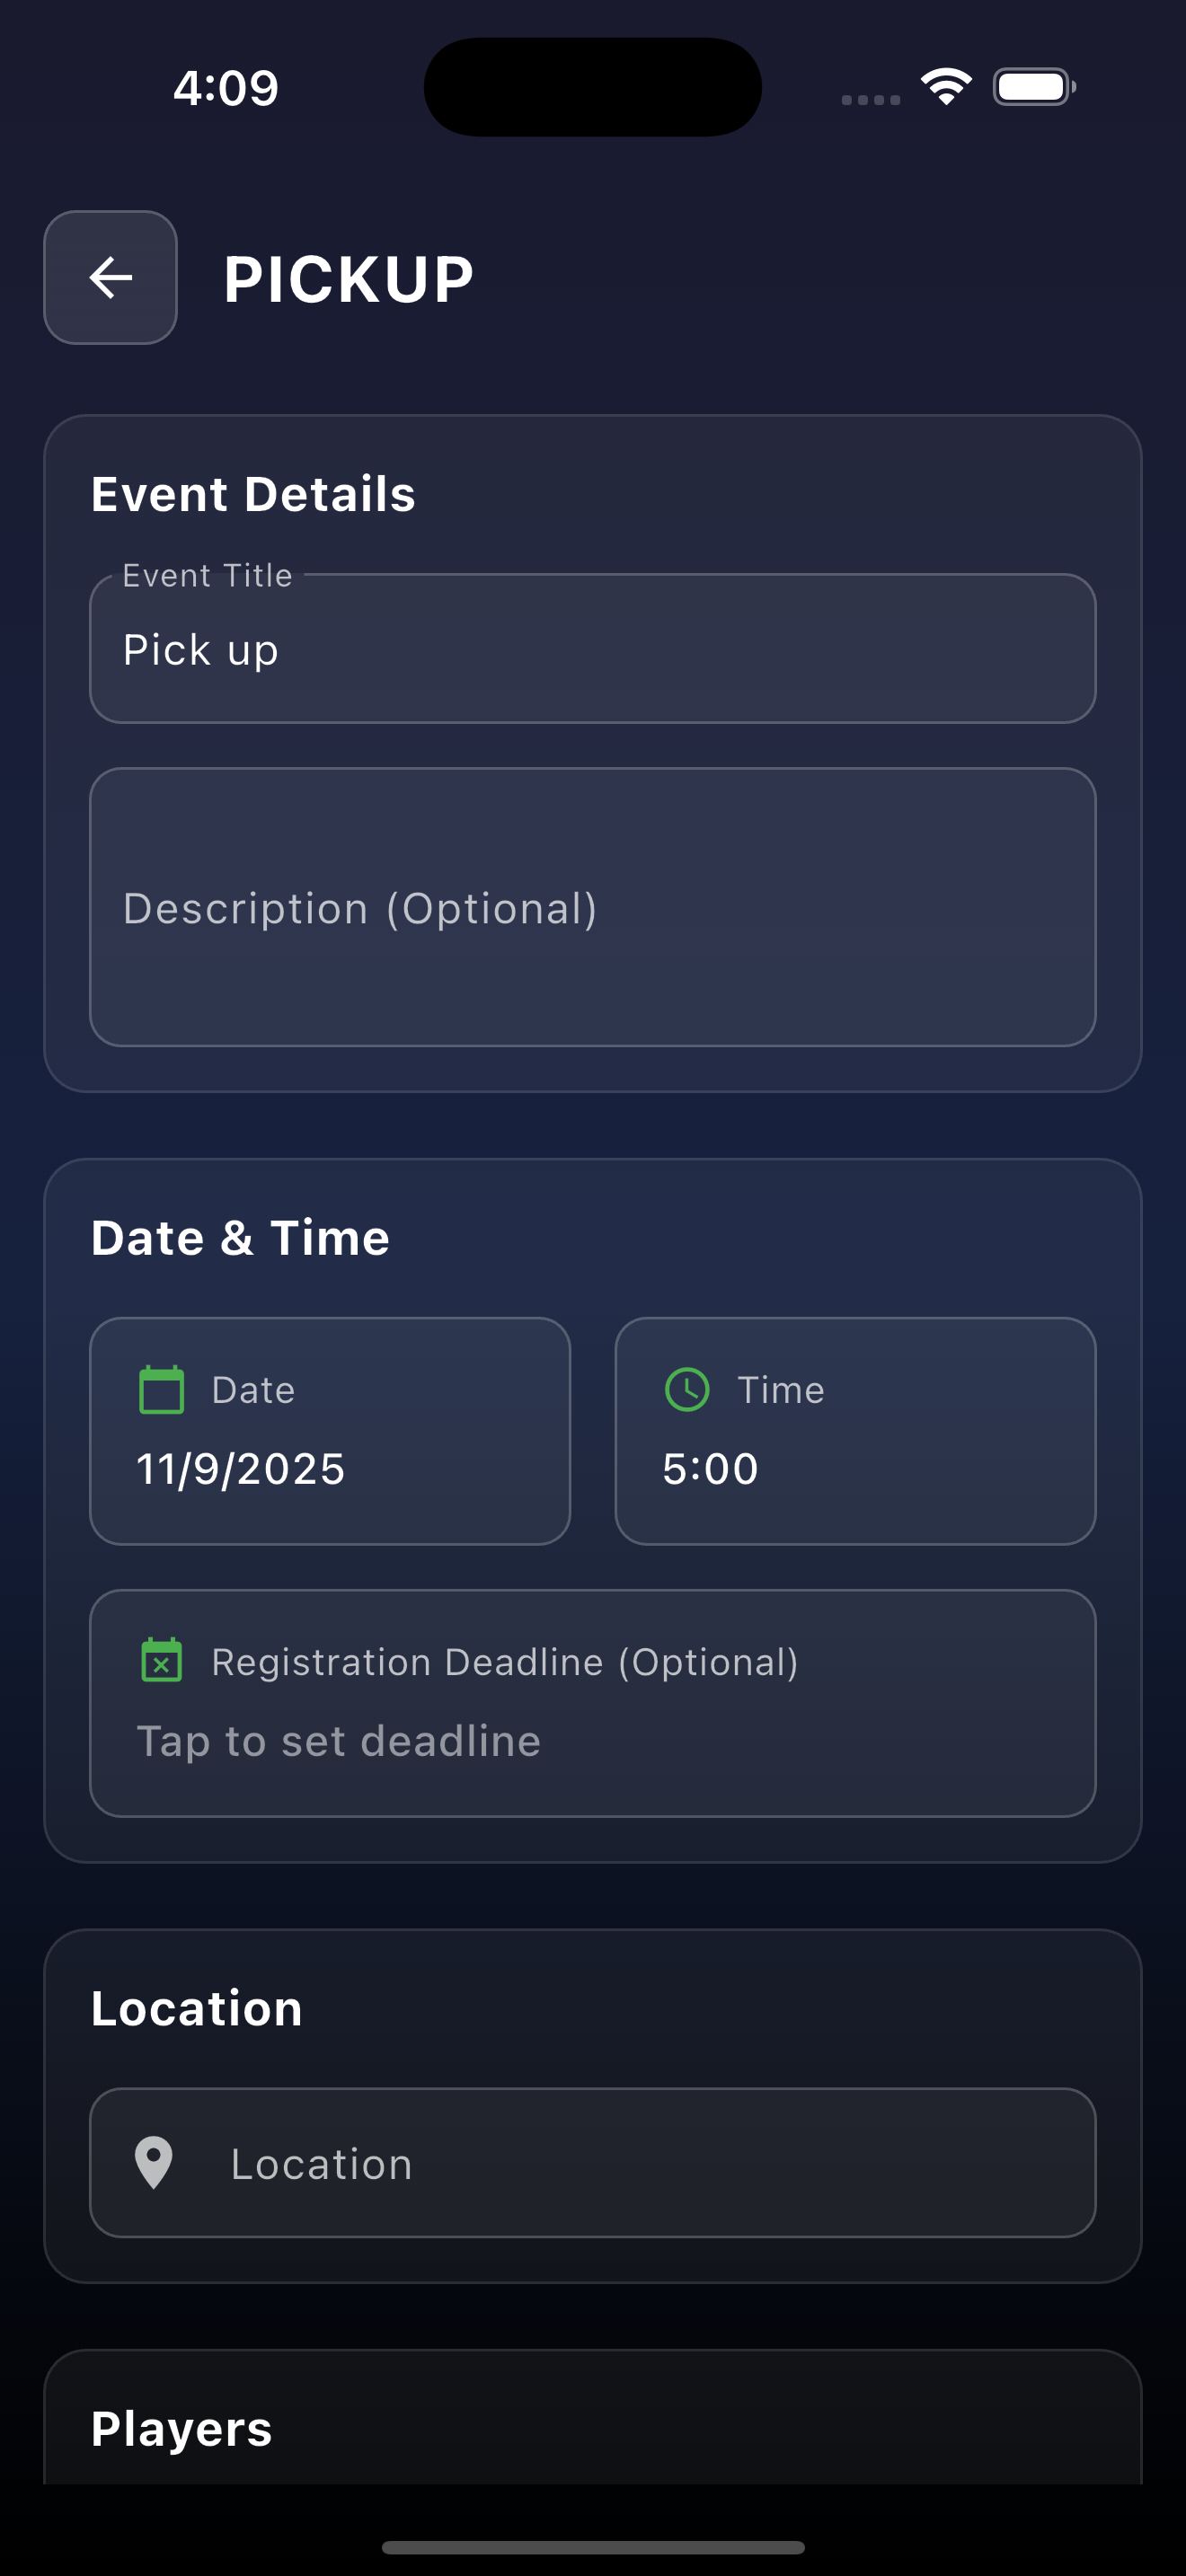 4:09
PICKUP
Event Details
Event Title
Pick up
Description (Optional)
Date & Time
Date
Time
11/9/2025
5:00
Registration Deadline (Optional)
Tap to set deadline
Location
Location
Players